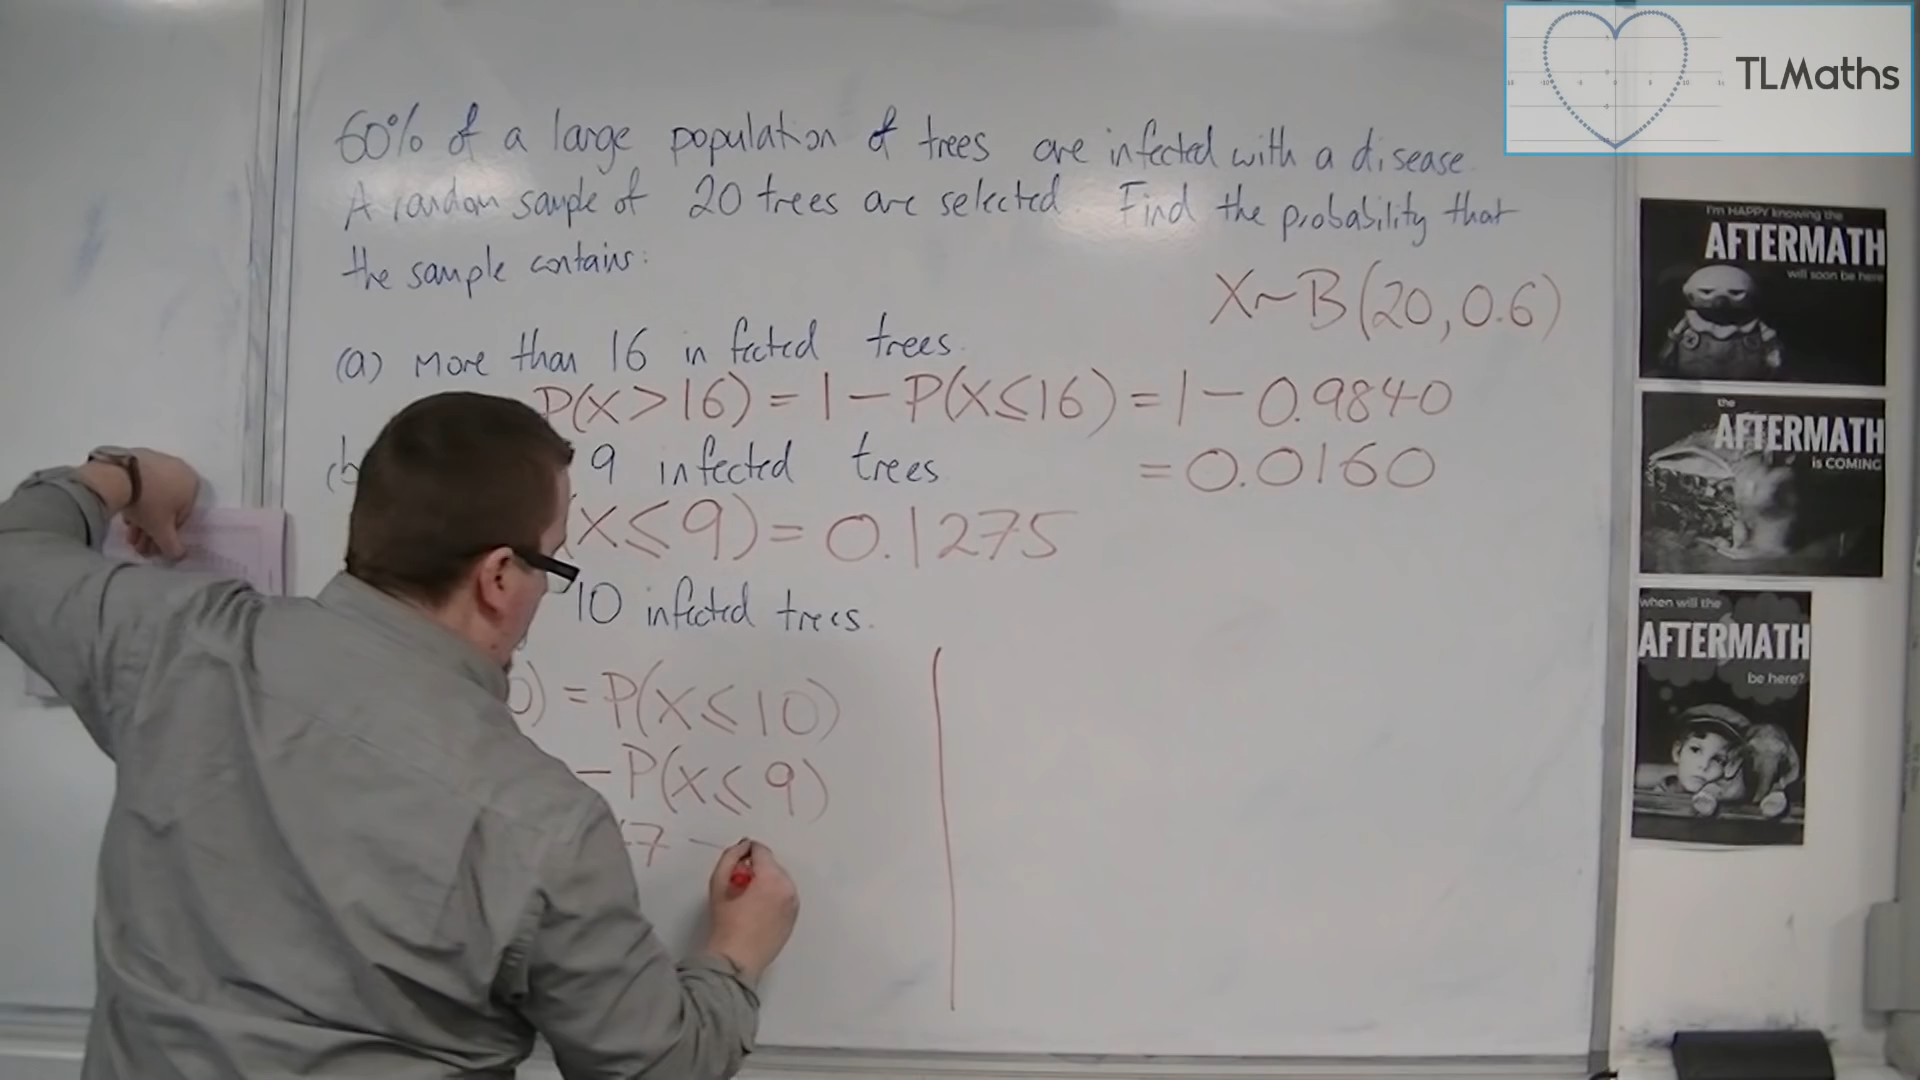 TLMaths
60% of a large population of trees are infected with a disease.
A random sample of 20 trees are selected. Find the probability that
the sample contains:
X~B(20,0.6)
(a) More than 16 infected trees.
P(X>16) = 1 - P(X≤16) = 1 - 0.9840
= 0.0160
(b 9 infected trees
(X≤9) = 0.1275
10 infected trees.
0) = P(X≤10)
- P(X≤9)
7 -
I'm HAPPY knowing the
AFTERMATH
will soon be here
the
AFTERMATH
is COMING
when will the
AFTERMATH
be here?